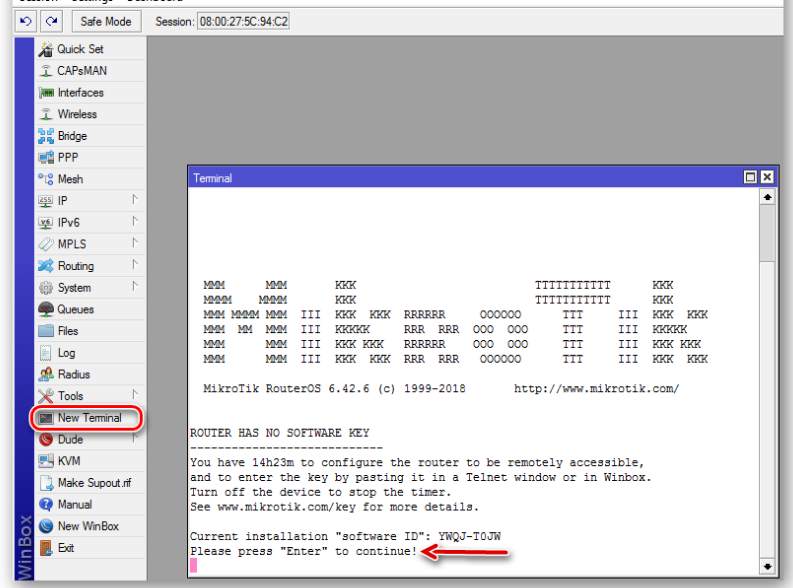 Session Settings Dashboard
Safe Mode
Session: 08:00:27:5C:94:C2
Quick Set
CAPsMAN
Interfaces
Wireless
Bridge
PPP
Mesh
IP
IPv6
MPLS
Routing
System
Queues
Files
Log
Radius
Tools
New Terminal
Dude
KVM
Make Supout.rif
Manual
New WinBox
Exit
WinBox
Terminal
MMM MMM KKK TTTTTTTTTTT KKK
MMMM MMMM KKK TTTTTTTTTTT KKK
MMM MMMM MMM III KKK KKK RRRRRR OOOOOO TTT III KKK KKK
MMM MM MMM III KKKKK RRR RRR OOO OOO TTT III KKKKK
MMM MMM III KKK KKK RRRRRR OOO OOO TTT III KKK KKK
MMM MMM III KKK KKK RRR RRR OOOOOO TTT III KKK KKK
MikroTik RouterOS 6.42.6 (c) 1999-2018 http://www.mikrotik.com/
ROUTER HAS NO SOFTWARE KEY
----------------------------
You have 14h23m to configure the router to be remotely accessible,
and to enter the key by pasting it in a Telnet window or in Winbox.
Turn off the device to stop the timer.
See www.mikrotik.com/key for more details.
Current installation "software ID": YWQJ-T0JW
Please press "Enter" to continue!